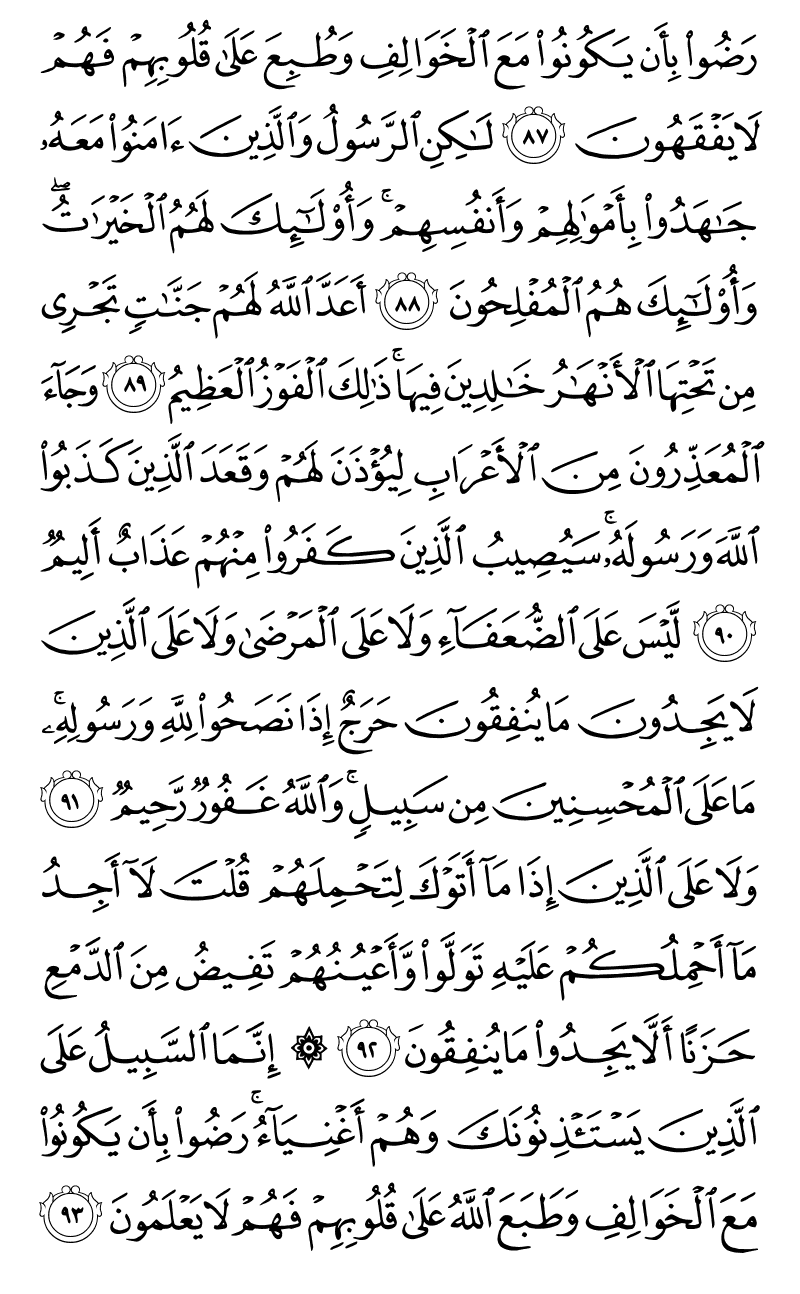 رَضُوا۟ بِأَن يَكُونُوا۟ مَعَ ٱلْخَوَالِفِ وَطُبِعَ عَلَىٰ قُلُوبِهِمْ فَهُمْ
لَا يَفْقَهُونَ ٨٧ لَـٰكِنِ ٱلرَّسُولُ وَٱلَّذِينَ ءَامَنُوا۟ مَعَهُۥ
جَـٰهَدُوا۟ بِأَمْوَٰلِهِمْ وَأَنفُسِهِمْ ۚ وَأُو۟لَـٰٓئِكَ لَهُمُ ٱلْخَيْرَٰتُ ۖ
وَأُو۟لَـٰٓئِكَ هُمُ ٱلْمُفْلِحُونَ ٨٨ أَعَدَّ ٱللَّهُ لَهُمْ جَنَّـٰتٍ تَجْرِى
مِن تَحْتِهَا ٱلْأَنْهَـٰرُ خَـٰلِدِينَ فِيهَا ۚ ذَٰلِكَ ٱلْفَوْزُ ٱلْعَظِيمُ ٨٩ وَجَآءَ
ٱلْمُعَذِّرُونَ مِنَ ٱلْأَعْرَابِ لِيُؤْذَنَ لَهُمْ وَقَعَدَ ٱلَّذِينَ كَذَبُوا۟
ٱللَّهَ وَرَسُولَهُۥ ۚ سَيُصِيبُ ٱلَّذِينَ كَفَرُوا۟ مِنْهُمْ عَذَابٌ أَلِيمٌ
٩٠ لَّيْسَ عَلَى ٱلضُّعَفَآءِ وَلَا عَلَى ٱلْمَرْضَىٰ وَلَا عَلَى ٱلَّذِينَ
لَا يَجِدُونَ مَا يُنفِقُونَ حَرَجٌ إِذَا نَصَحُوا۟ لِلَّهِ وَرَسُولِهِۦ ۚ
مَا عَلَى ٱلْمُحْسِنِينَ مِن سَبِيلٍ ۚ وَٱللَّهُ غَفُورٌ رَّحِيمٌ ٩١
وَلَا عَلَى ٱلَّذِينَ إِذَا مَآ أَتَوْكَ لِتَحْمِلَهُمْ قُلْتَ لَآ أَجِدُ
مَآ أَحْمِلُكُمْ عَلَيْهِ تَوَلَّوا۟ وَّأَعْيُنُهُمْ تَفِيضُ مِنَ ٱلدَّمْعِ
حَزَنًا أَلَّا يَجِدُوا۟ مَا يُنفِقُونَ ٩٢ ۞ إِنَّمَا ٱلسَّبِيلُ عَلَى
ٱلَّذِينَ يَسْتَـْٔذِنُونَكَ وَهُمْ أَغْنِيَآءُ ۚ رَضُوا۟ بِأَن يَكُونُوا۟
مَعَ ٱلْخَوَالِفِ وَطَبَعَ ٱللَّهُ عَلَىٰ قُلُوبِهِمْ فَهُمْ لَا يَعْلَمُونَ ٩٣